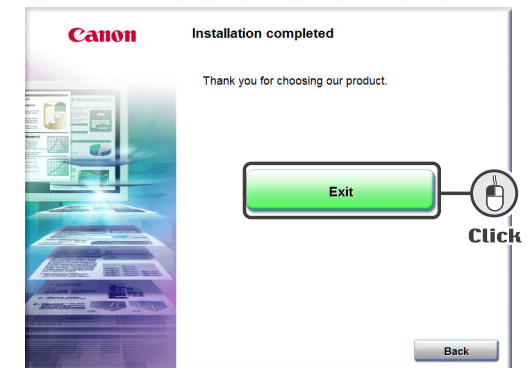 Canon
Installation completed
Thank you for choosing our product.
Exit
Click
Back